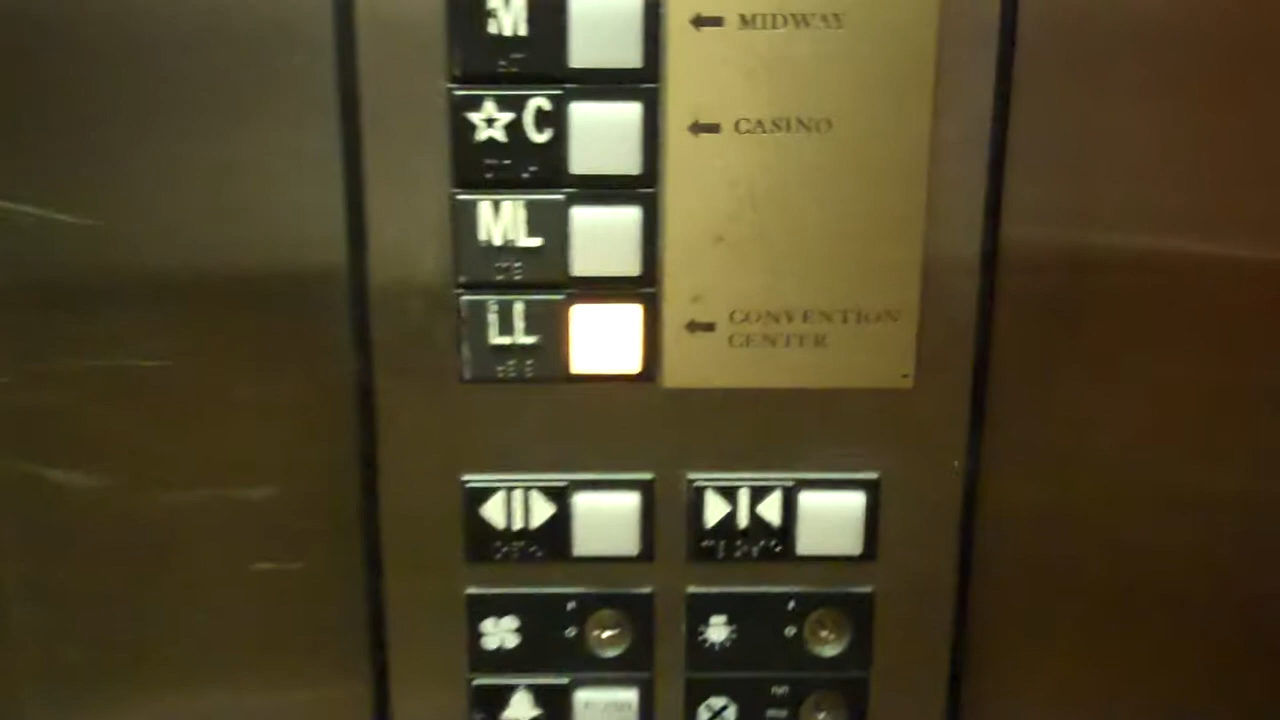 M
MIDWAY
☆C
CASINO
ML
LL
CONVENTION
CENTER